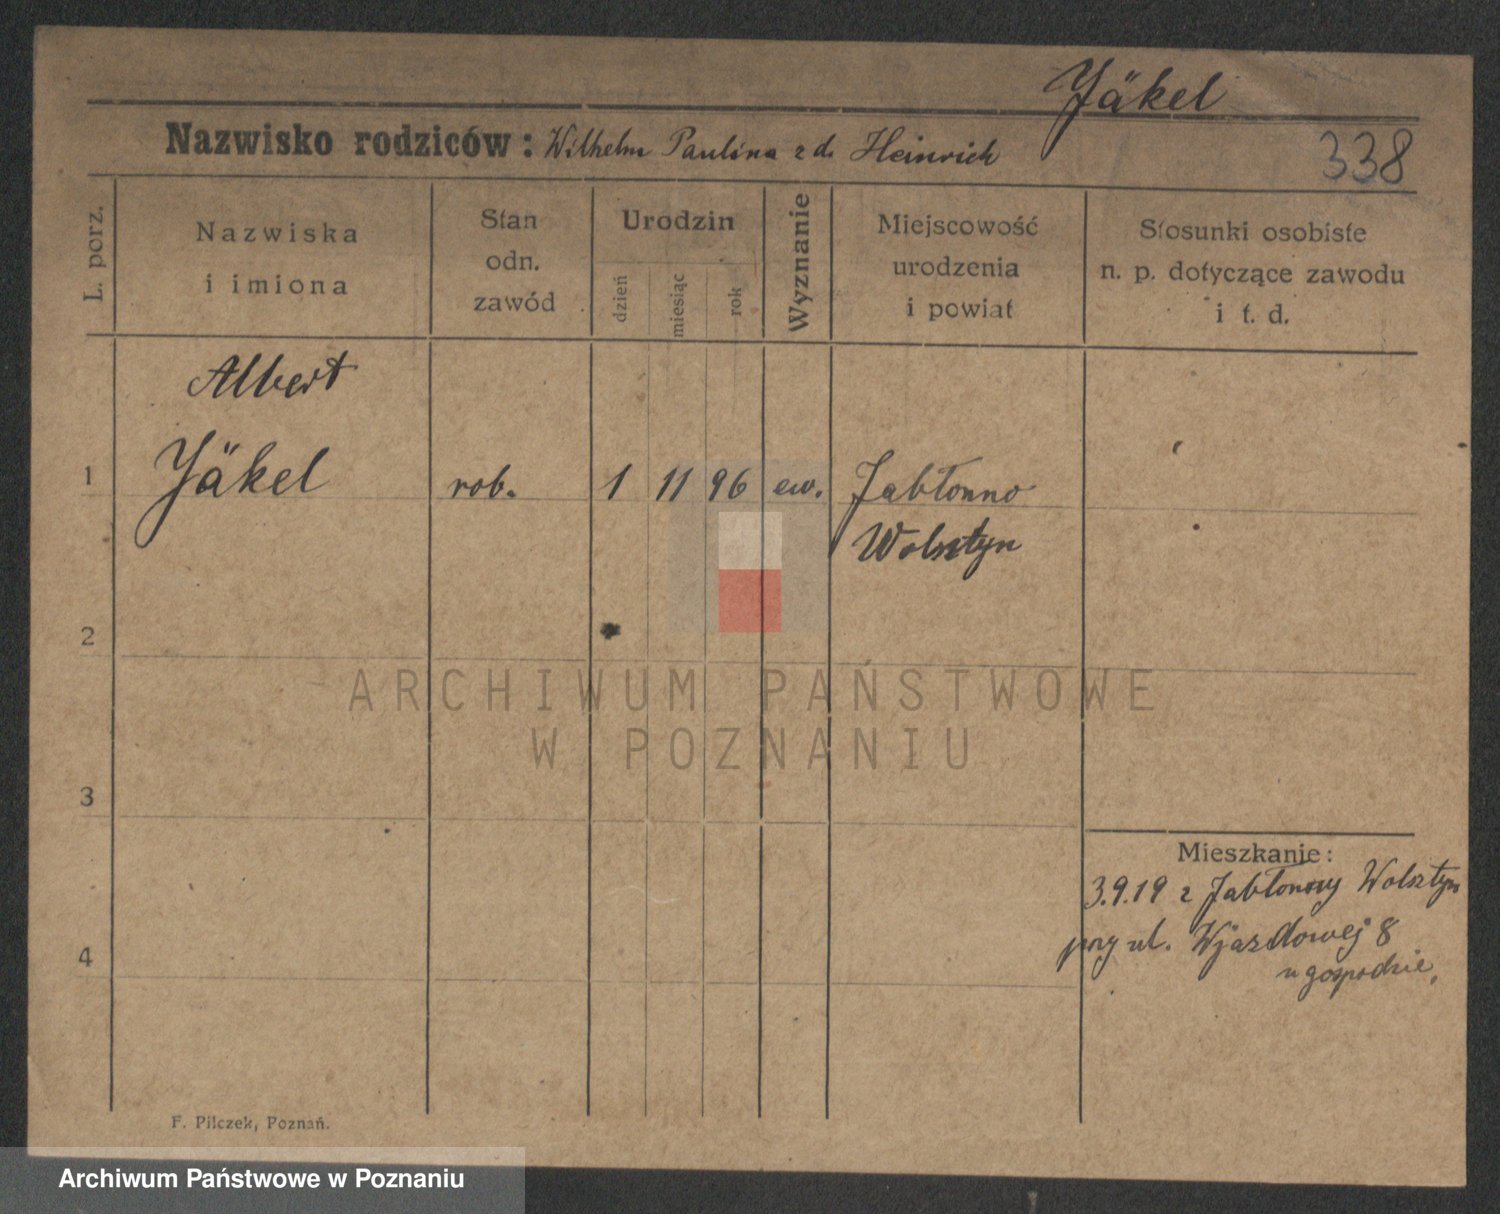 Jäkel
Nazwisko rodziców: Wilhelm Paulina z d. Heinrich
338
L. porz.
Nazwiska
i imiona
Stan
odn.
zawód
Urodzin
dzień
miesiąc
rok
Wyznanie
Miejscowość
urodzenia
i powiat
Stosunki osobiste
n. p. dotyczące zawodu
i t. d.
Albert
1 Jäkel rob. 1 11 96 ew. Jabłonno
Wolsztyn
2
ARCHIWUM PAŃSTWOWE
W POZNANIU
3
Mieszkanie:
3.9.19 z Jabłonny Wolsztyn
przy ul. Wjazdowej 8
w gospodzie,
4
F. Pilczek, Poznań.
Archiwum Państwowe w Poznaniu